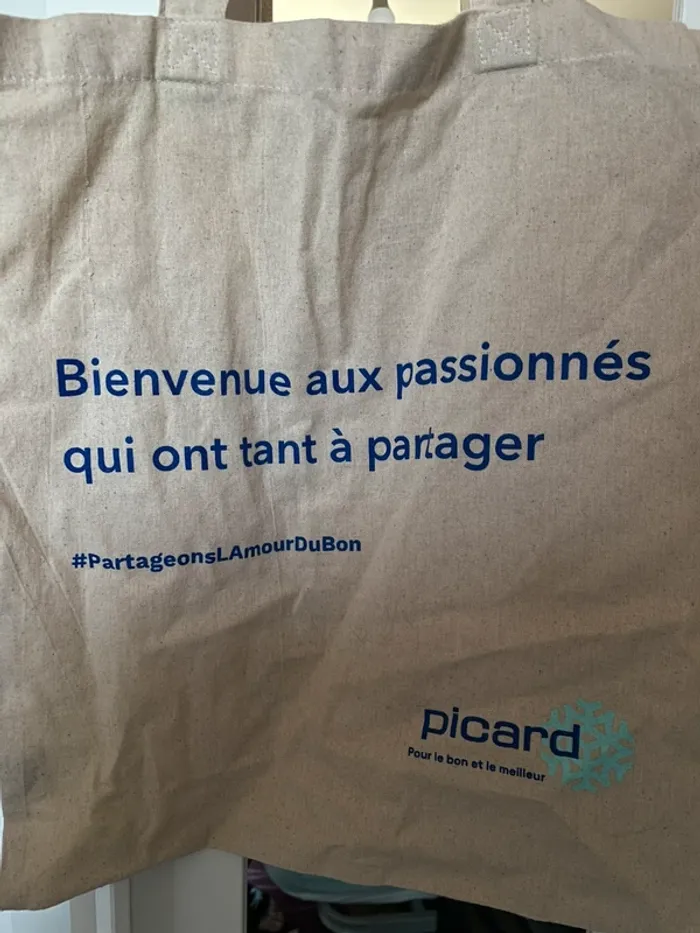 Bienvenue aux passionnés
qui ont tant à partager
#PartageonsLAmourDuBon
picard
Pour le bon et le meilleur